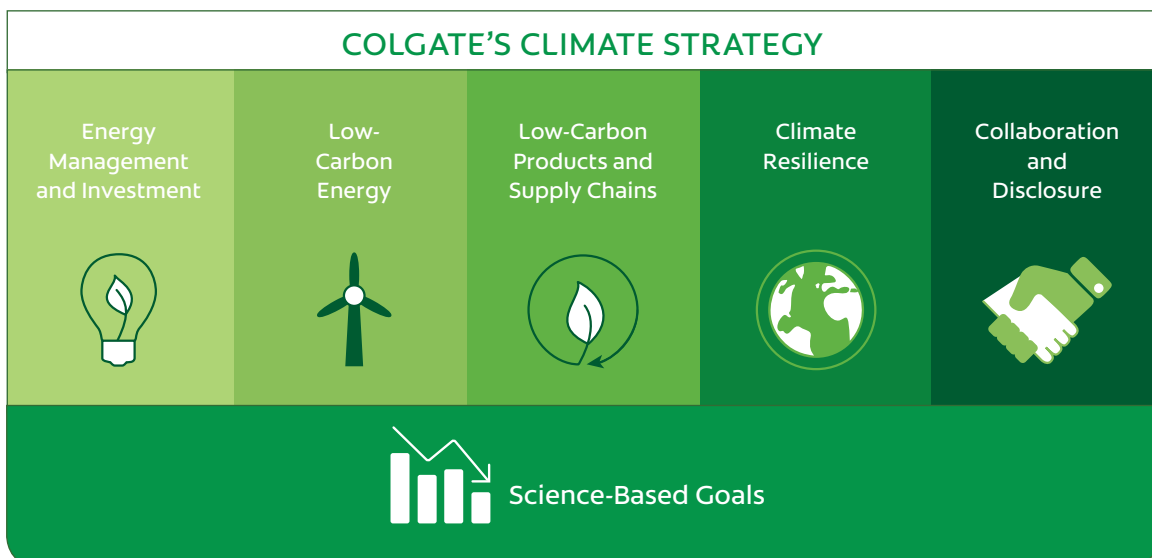 COLGATE’S CLIMATE STRATEGY
Energy
Management
and Investment
Low-
Carbon
Energy
Low-Carbon
Products and
Supply Chains
Climate
Resilience
Collaboration
and
Disclosure
Science-Based Goals